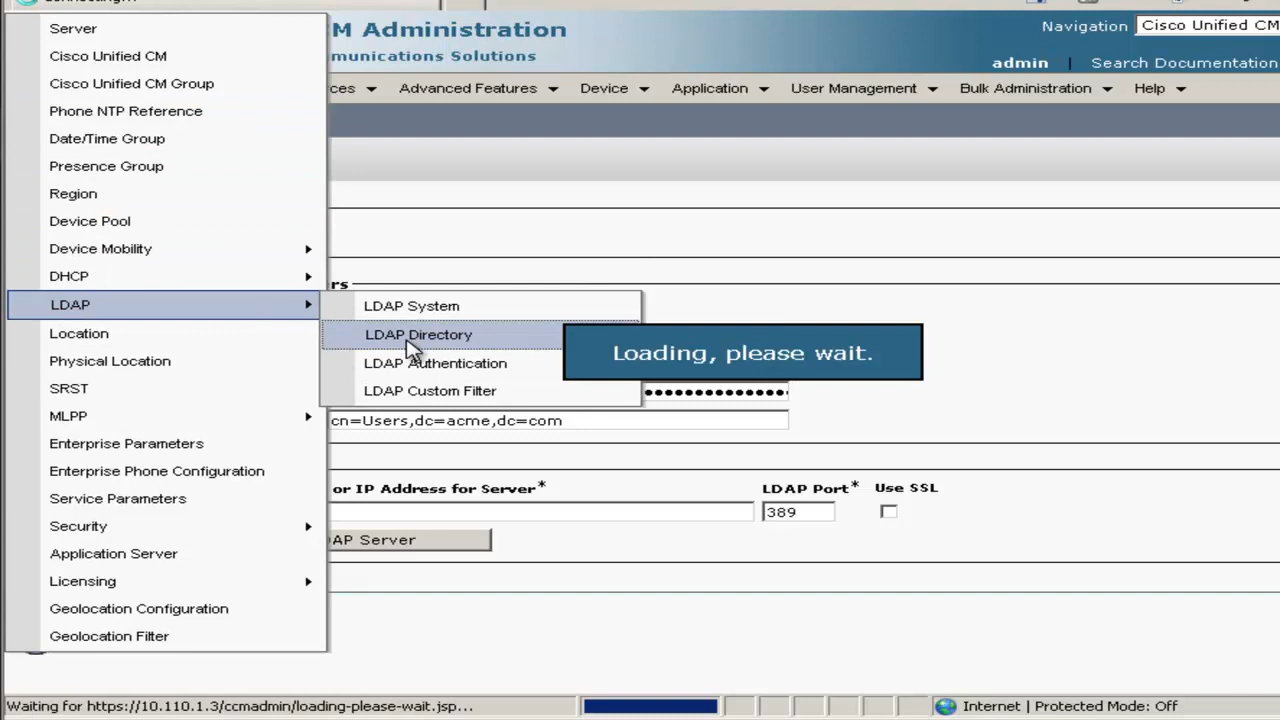 Server
Cisco Unified CM
Cisco Unified CM Group
Phone NTP Reference
Date/Time Group
Presence Group
Region
Device Pool
Device Mobility
DHCP
LDAP
Location
Physical Location
SRST
MLPP
Enterprise Parameters
Enterprise Phone Configuration
Service Parameters
Security
Application Server
Licensing
Geolocation Configuration
Geolocation Filter
LDAP System
LDAP Directory
LDAP Authentication
LDAP Custom Filter
M Administration
munications Solutions
Navigation Cisco Unified CM
admin | Search Documentation
ces Advanced Features Device Application User Management Bulk Administration Help
rs
Loading, please wait.
cn=Users,dc=acme,dc=com
or IP Address for Server* LDAP Port* Use SSL
389
AP Server
Waiting for https://10.110.1.3/ccmadmin/loading-please-wait.jsp...
Internet | Protected Mode: Off